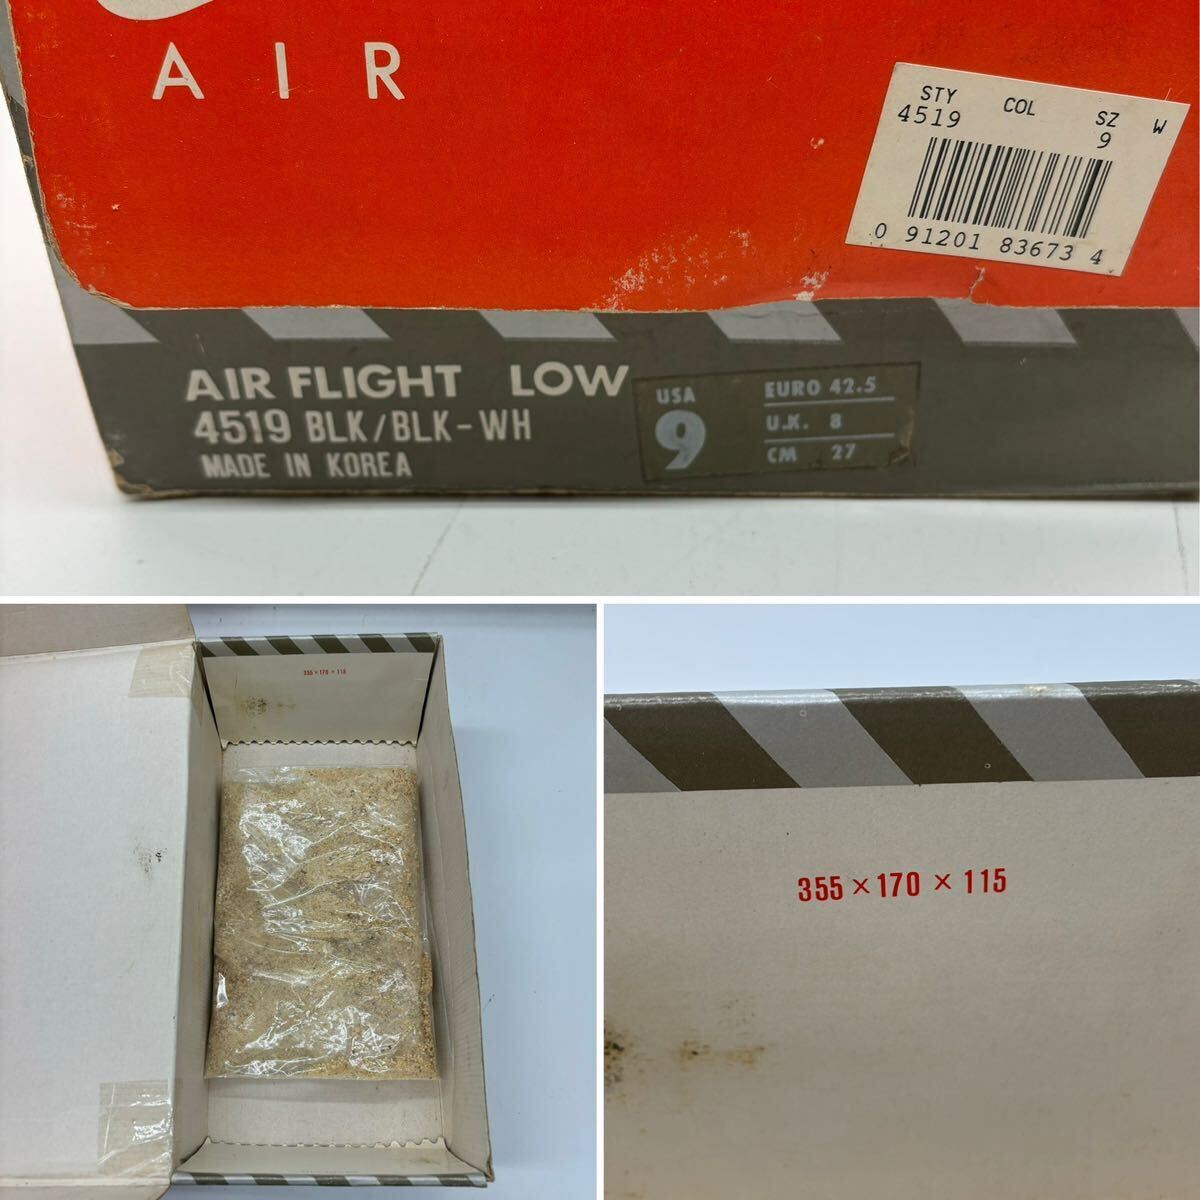 AIR
STY COL SZ W
4519 9
0 91201 83673 4
AIR FLIGHT LOW
4519 BLK/BLK-WH
MADE IN KOREA
USA
9
EURO 42.5
U.K. 8
CM 27
355 × 170 × 115
355 × 170 × 115